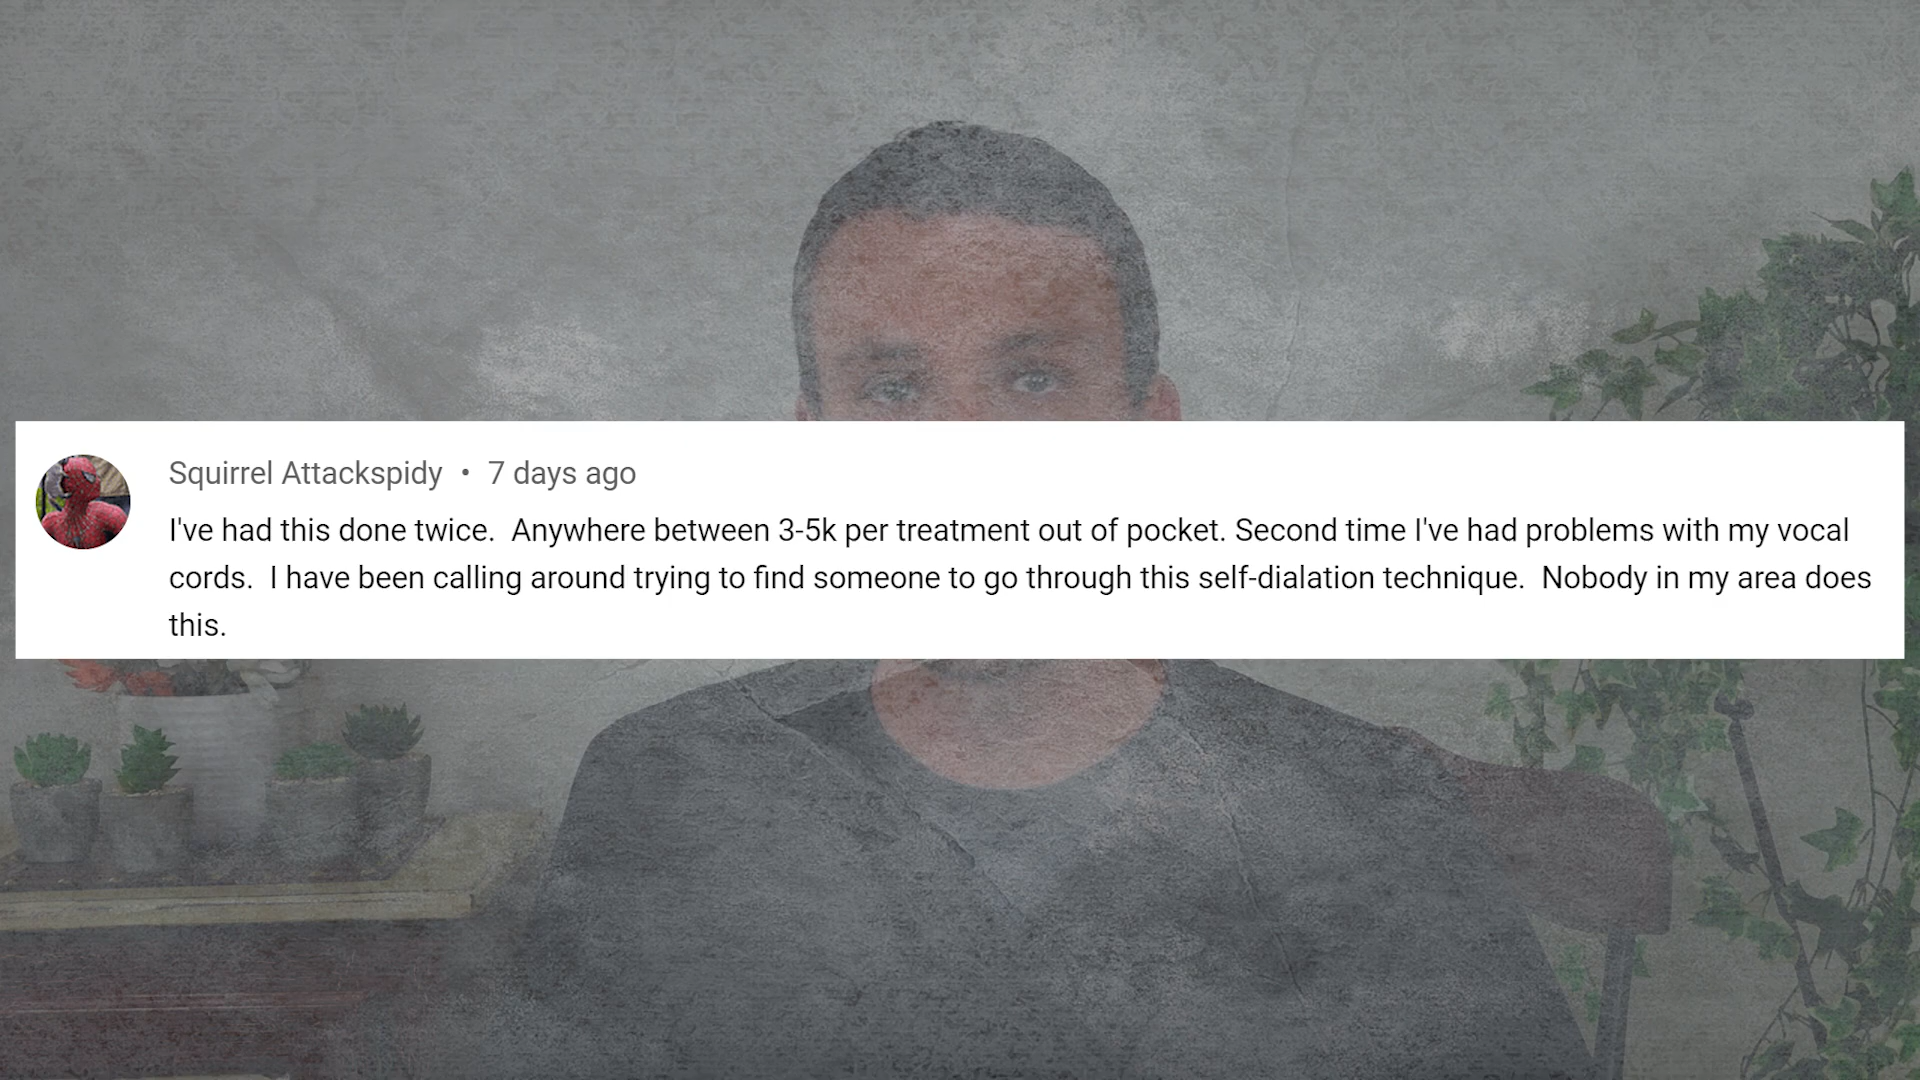 Squirrel Attackspidy • 7 days ago
I've had this done twice.  Anywhere between 3-5k per treatment out of pocket. Second time I've had problems with my vocal
cords.  I have been calling around trying to find someone to go through this self-dialation technique.  Nobody in my area does
this.